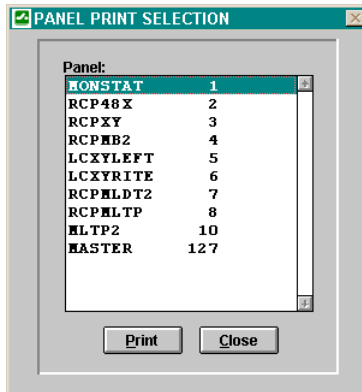 PANEL PRINT SELECTION
Panel:
MONSTAT 1
RCP48X 2
RCPXY 3
RCPMB2 4
LCXYLEFT 5
LCXYRITE 6
RCPMLDT2 7
RCPMLTP 8
MLTP2 10
MASTER 127
Print Close